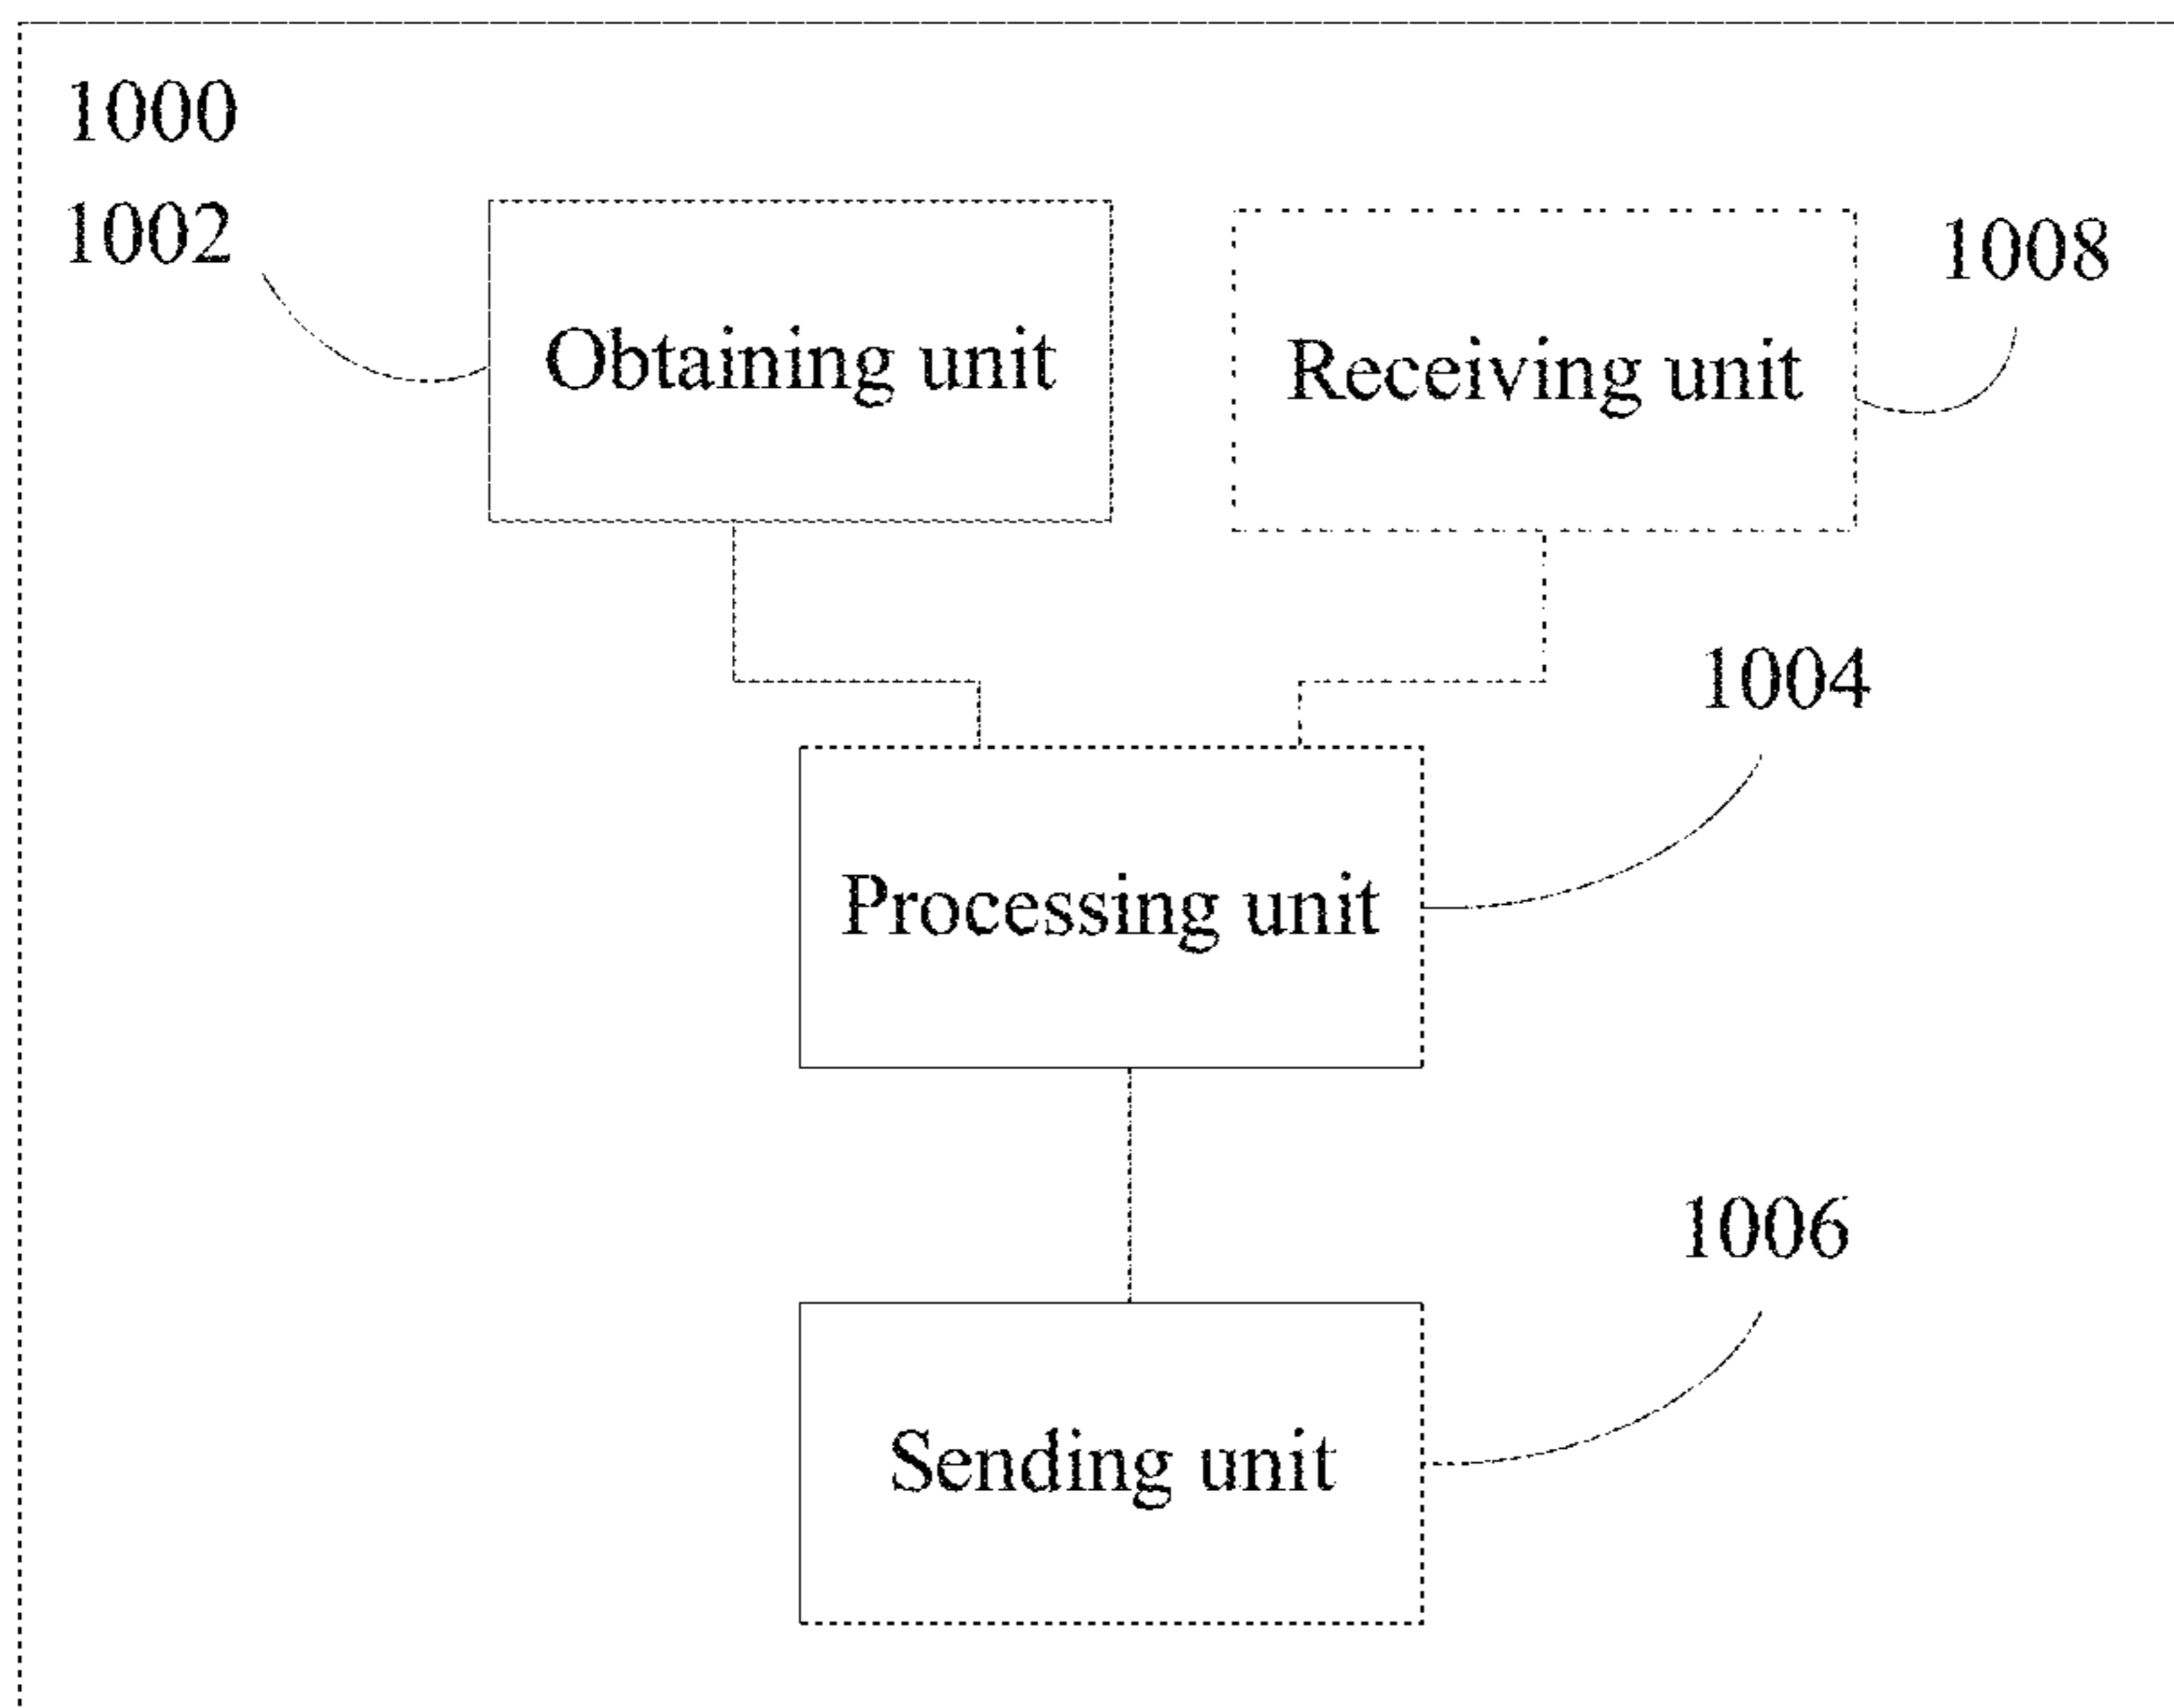 1000
1002
Obtaining unit
Receiving unit
1008
1004
Processing unit
1006
Sending unit